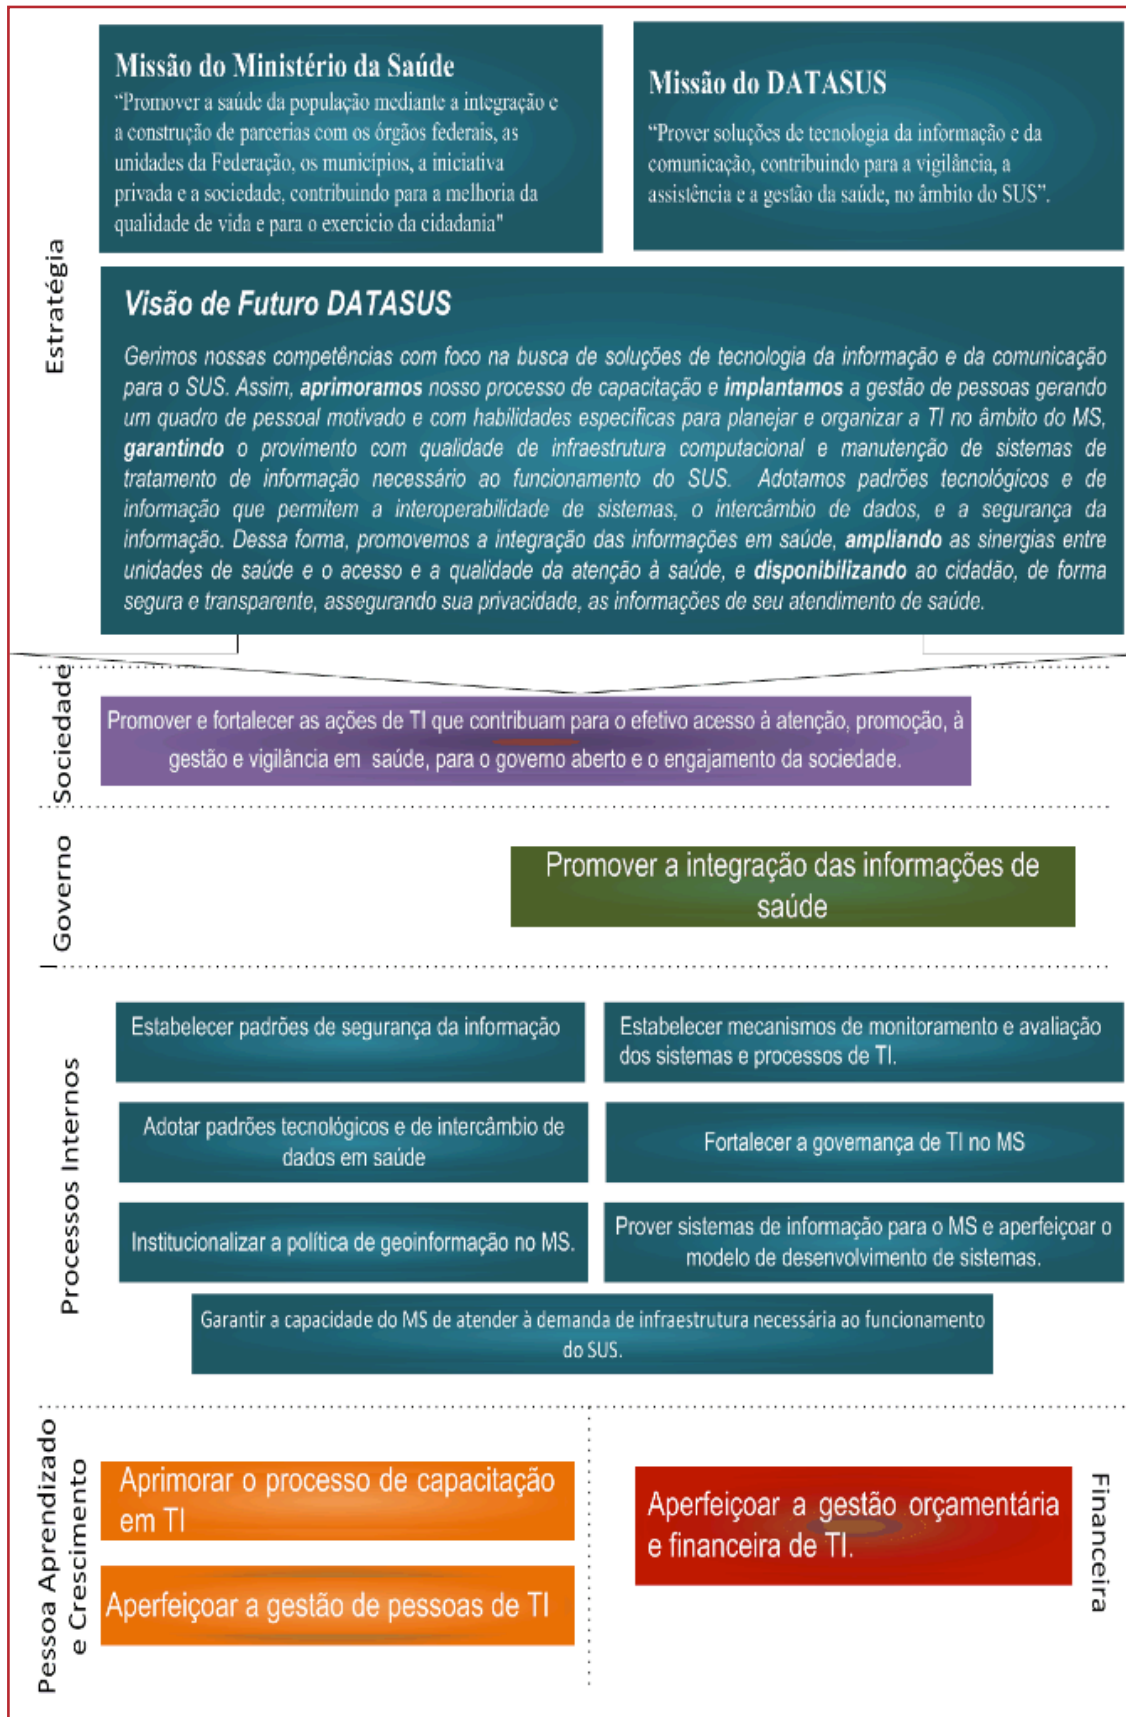 Estratégia
Missão do Ministério da Saúde
“Promover a saúde da população mediante a integração e
a construção de parcerias com os órgãos federais, as
unidades da Federação, os municípios, a iniciativa
privada e a sociedade, contribuindo para a melhoria da
qualidade de vida e para o exercicio da cidadania"
Missão do DATASUS
“Prover soluções de tecnologia da informação e da
comunicação, contribuindo para a vigilância, a
assistência e a gestão da saúde, no âmbito do SUS”.
Visão de Futuro DATASUS
Gerimos nossas competências com foco na busca de soluções de tecnologia da informação e da comunicação
para o SUS. Assim, aprimoramos nosso processo de capacitação e implantamos a gestão de pessoas gerando
um quadro de pessoal motivado e com habilidades específicas para planejar e organizar a TI no âmbito do MS,
garantindo o provimento com qualidade de infraestrutura computacional e manutenção de sistemas de
tratamento de informação necessário ao funcionamento do SUS. Adotamos padrões tecnológicos e de
informação que permitem a interoperabilidade de sistemas, o intercâmbio de dados, e a segurança da
informação. Dessa forma, promovemos a integração das informações em saúde, ampliando as sinergias entre
unidades de saúde e o acesso e a qualidade da atenção à saúde, e disponibilizando ao cidadão, de forma
segura e transparente, assegurando sua privacidade, as informações de seu atendimento de saúde.
Sociedade
Promover e fortalecer as ações de TI que contribuam para o efetivo acesso à atenção, promoção, à
gestão e vigilância em saúde, para o governo aberto e o engajamento da sociedade.
Governo
Promover a integração das informações de
saúde
Processos Internos
Estabelecer padrões de segurança da informação
Estabelecer mecanismos de monitoramento e avaliação
dos sistemas e processos de TI.
Adotar padrões tecnológicos e de intercâmbio de
dados em saúde
Fortalecer a governança de TI no MS
Institucionalizar a política de geoinformação no MS.
Prover sistemas de informação para o MS e aperfeiçoar o
modelo de desenvolvimento de sistemas.
Garantir a capacidade do MS de atender à demanda de infraestrutura necessária ao funcionamento
do SUS.
Pessoa Aprendizado
e Crescimento
Aprimorar o processo de capacitação
em TI
Aperfeiçoar a gestão de pessoas de TI
Aperfeiçoar a gestão orçamentária
e financeira de TI.
Financeira